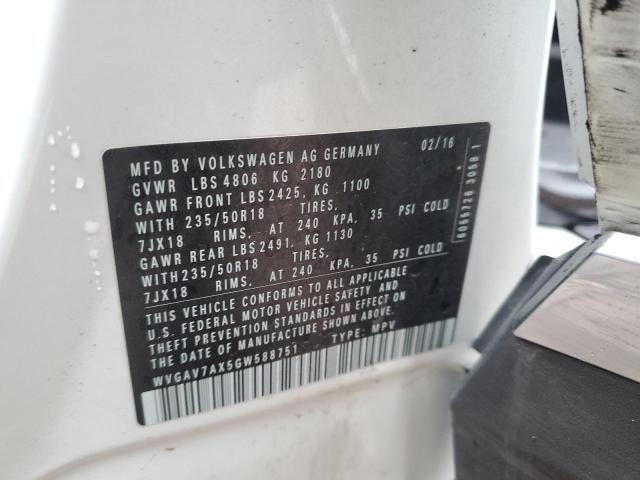 MFD BY VOLKSWAGEN AG GERMANY 02/16
GVWR LBS 4806 KG 2180
GAWR FRONT LBS 2425, KG 1100
WITH 235/50R18 TIRES,
7JX18 RIMS, AT 240 KPA, 35 PSI COLD
GAWR REAR LBS 2491, KG 1130
WITH 235/50R18 TIRES,
7JX18 RIMS, AT 240 KPA, 35 PSI COLD
THIS VEHICLE CONFORMS TO ALL APPLICABLE
U.S. FEDERAL MOTOR VEHICLE SAFETY AND
THEFT PREVENTION STANDARDS IN EFFECT ON
THE DATE OF MANUFACTURE SHOWN ABOVE.
WVGAV7AX5GW588751 TYPE: MPV